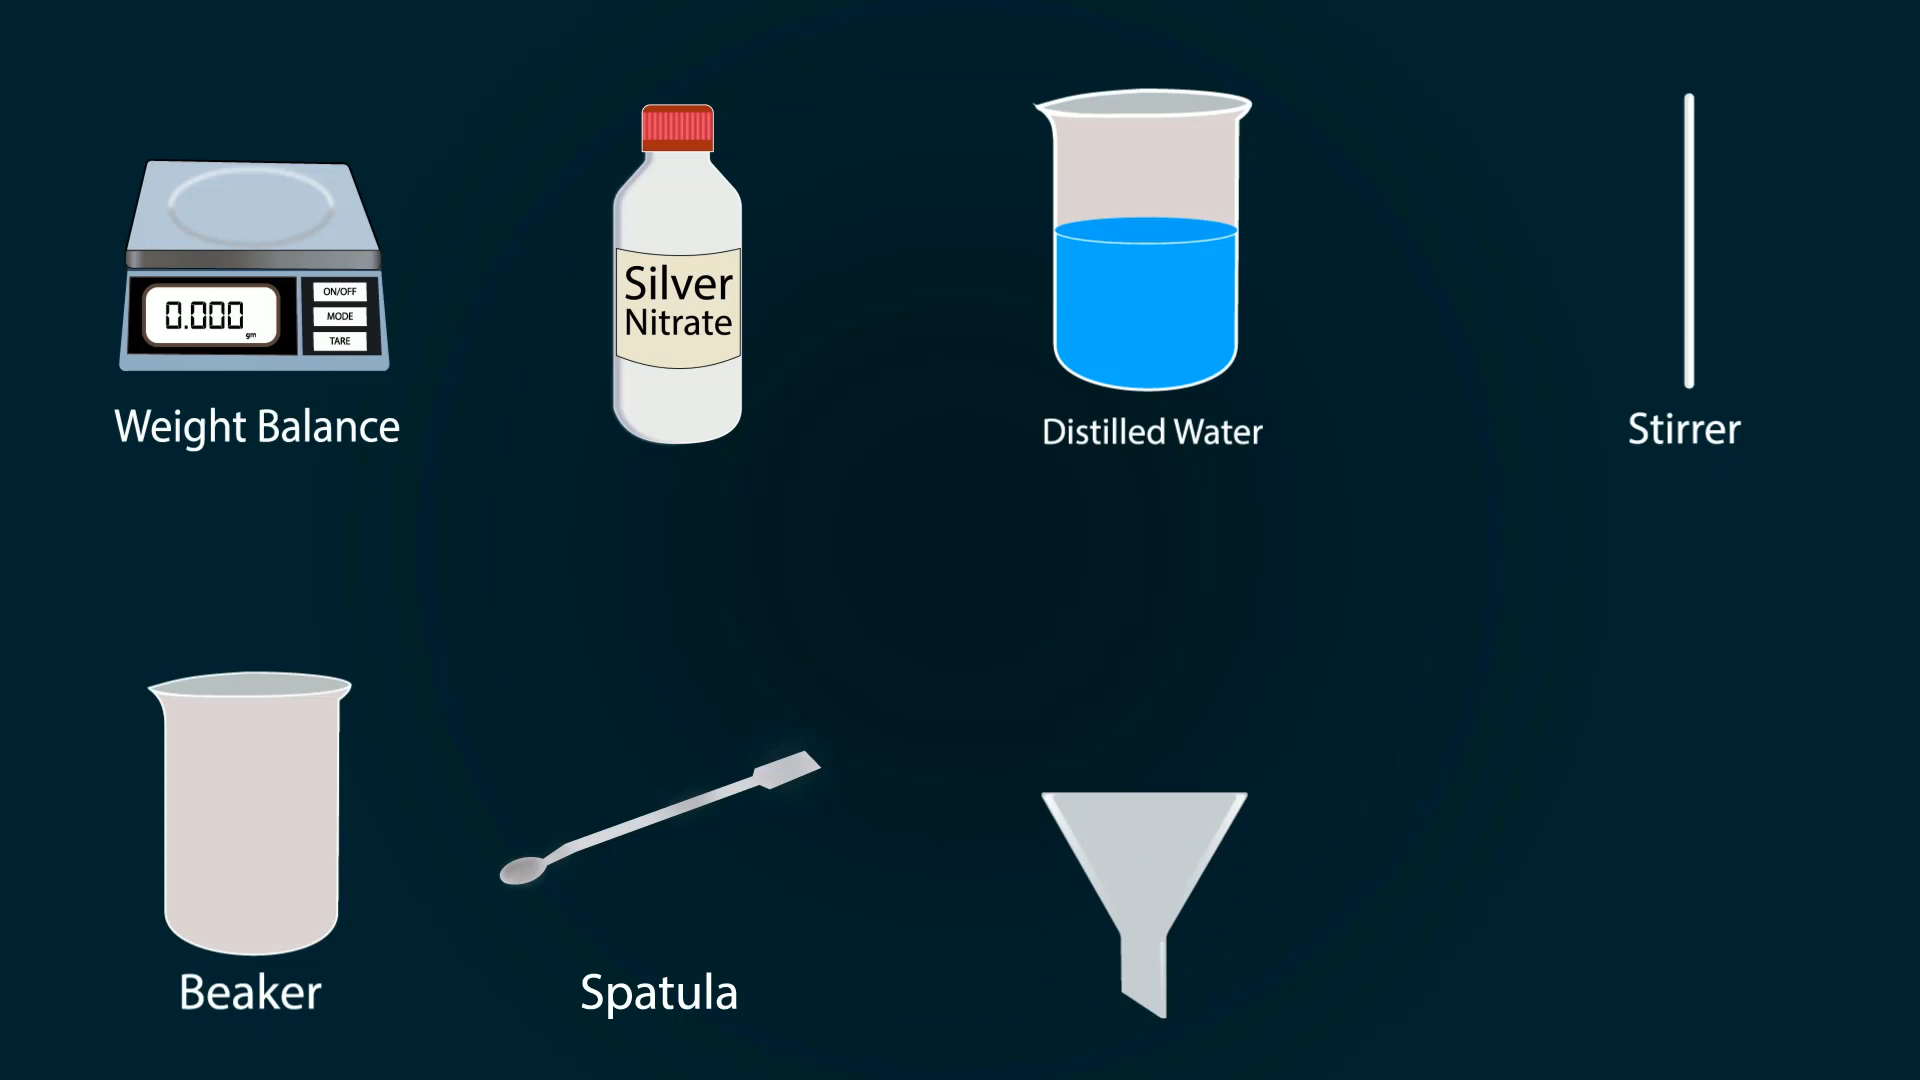 0.000
gm
ON/OFF
MODE
TARE
Weight Balance
Silver
Nitrate
Distilled Water
Stirrer
Beaker
Spatula